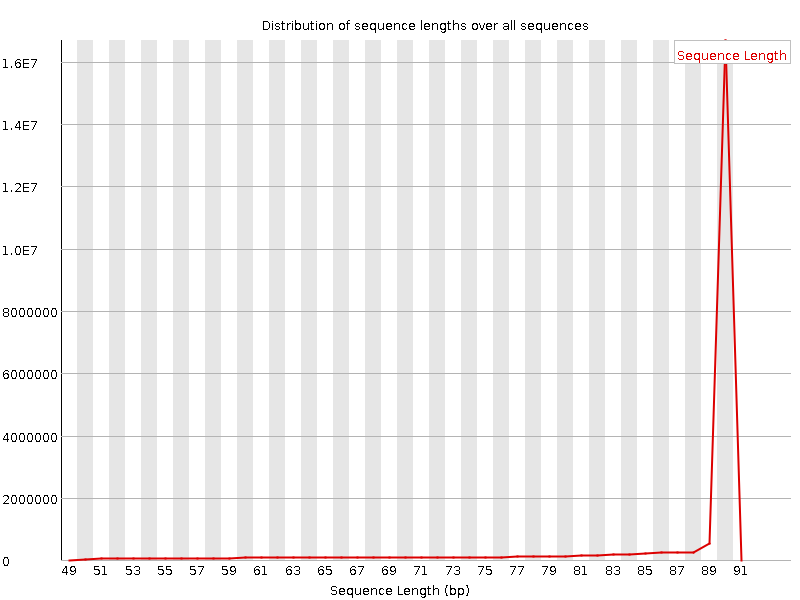 Distribution of sequence lengths over all sequences
Sequence Length
1.6E7
1.4E7
1.2E7
1.0E7
8000000
6000000
4000000
2000000
0
49 51 53 55 57 59 61 63 65 67 69 71 73 75 77 79 81 83 85 87 89 91
Sequence Length (bp)